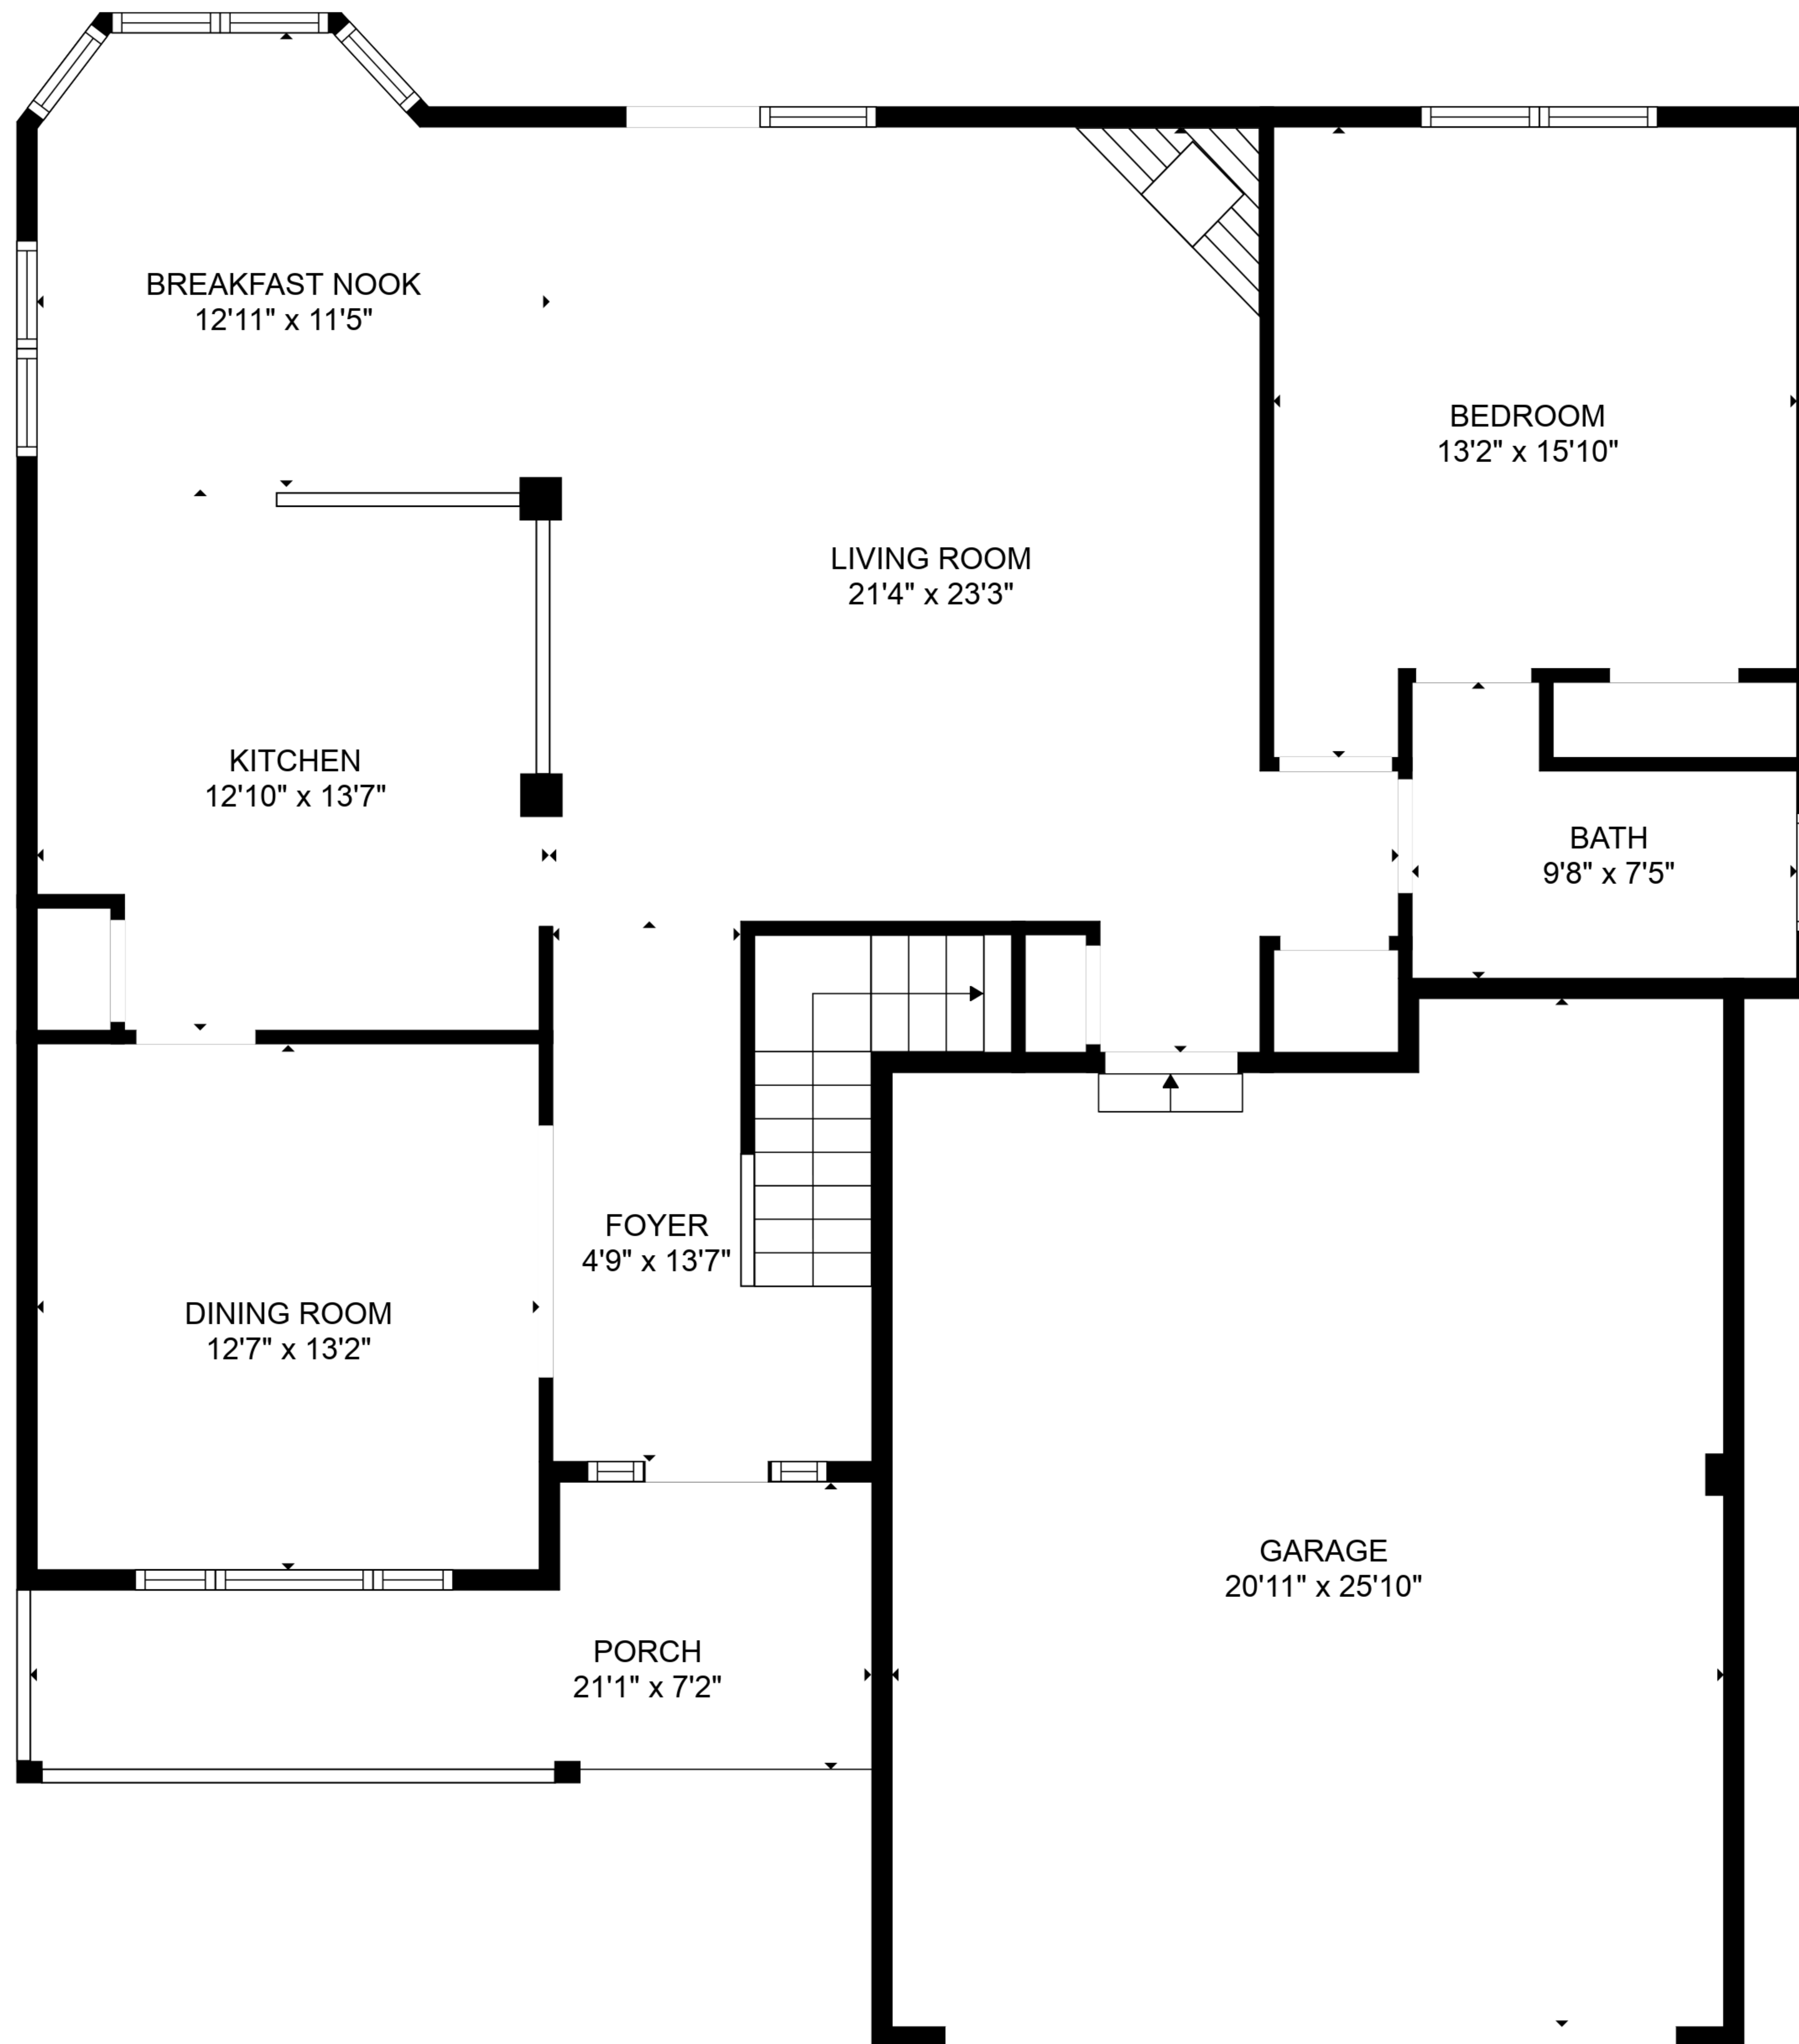 BREAKFAST NOOK
12'11" x 11'5"
BEDROOM
13'2" x 15'10"
LIVING ROOM
21'4" x 23'3"
KITCHEN
12'10" x 13'7"
BATH
9'8" x 7'5"
FOYER
4'9" x 13'7"
DINING ROOM
12'7" x 13'2"
GARAGE
20'11" x 25'10"
PORCH
21'1" x 7'2"